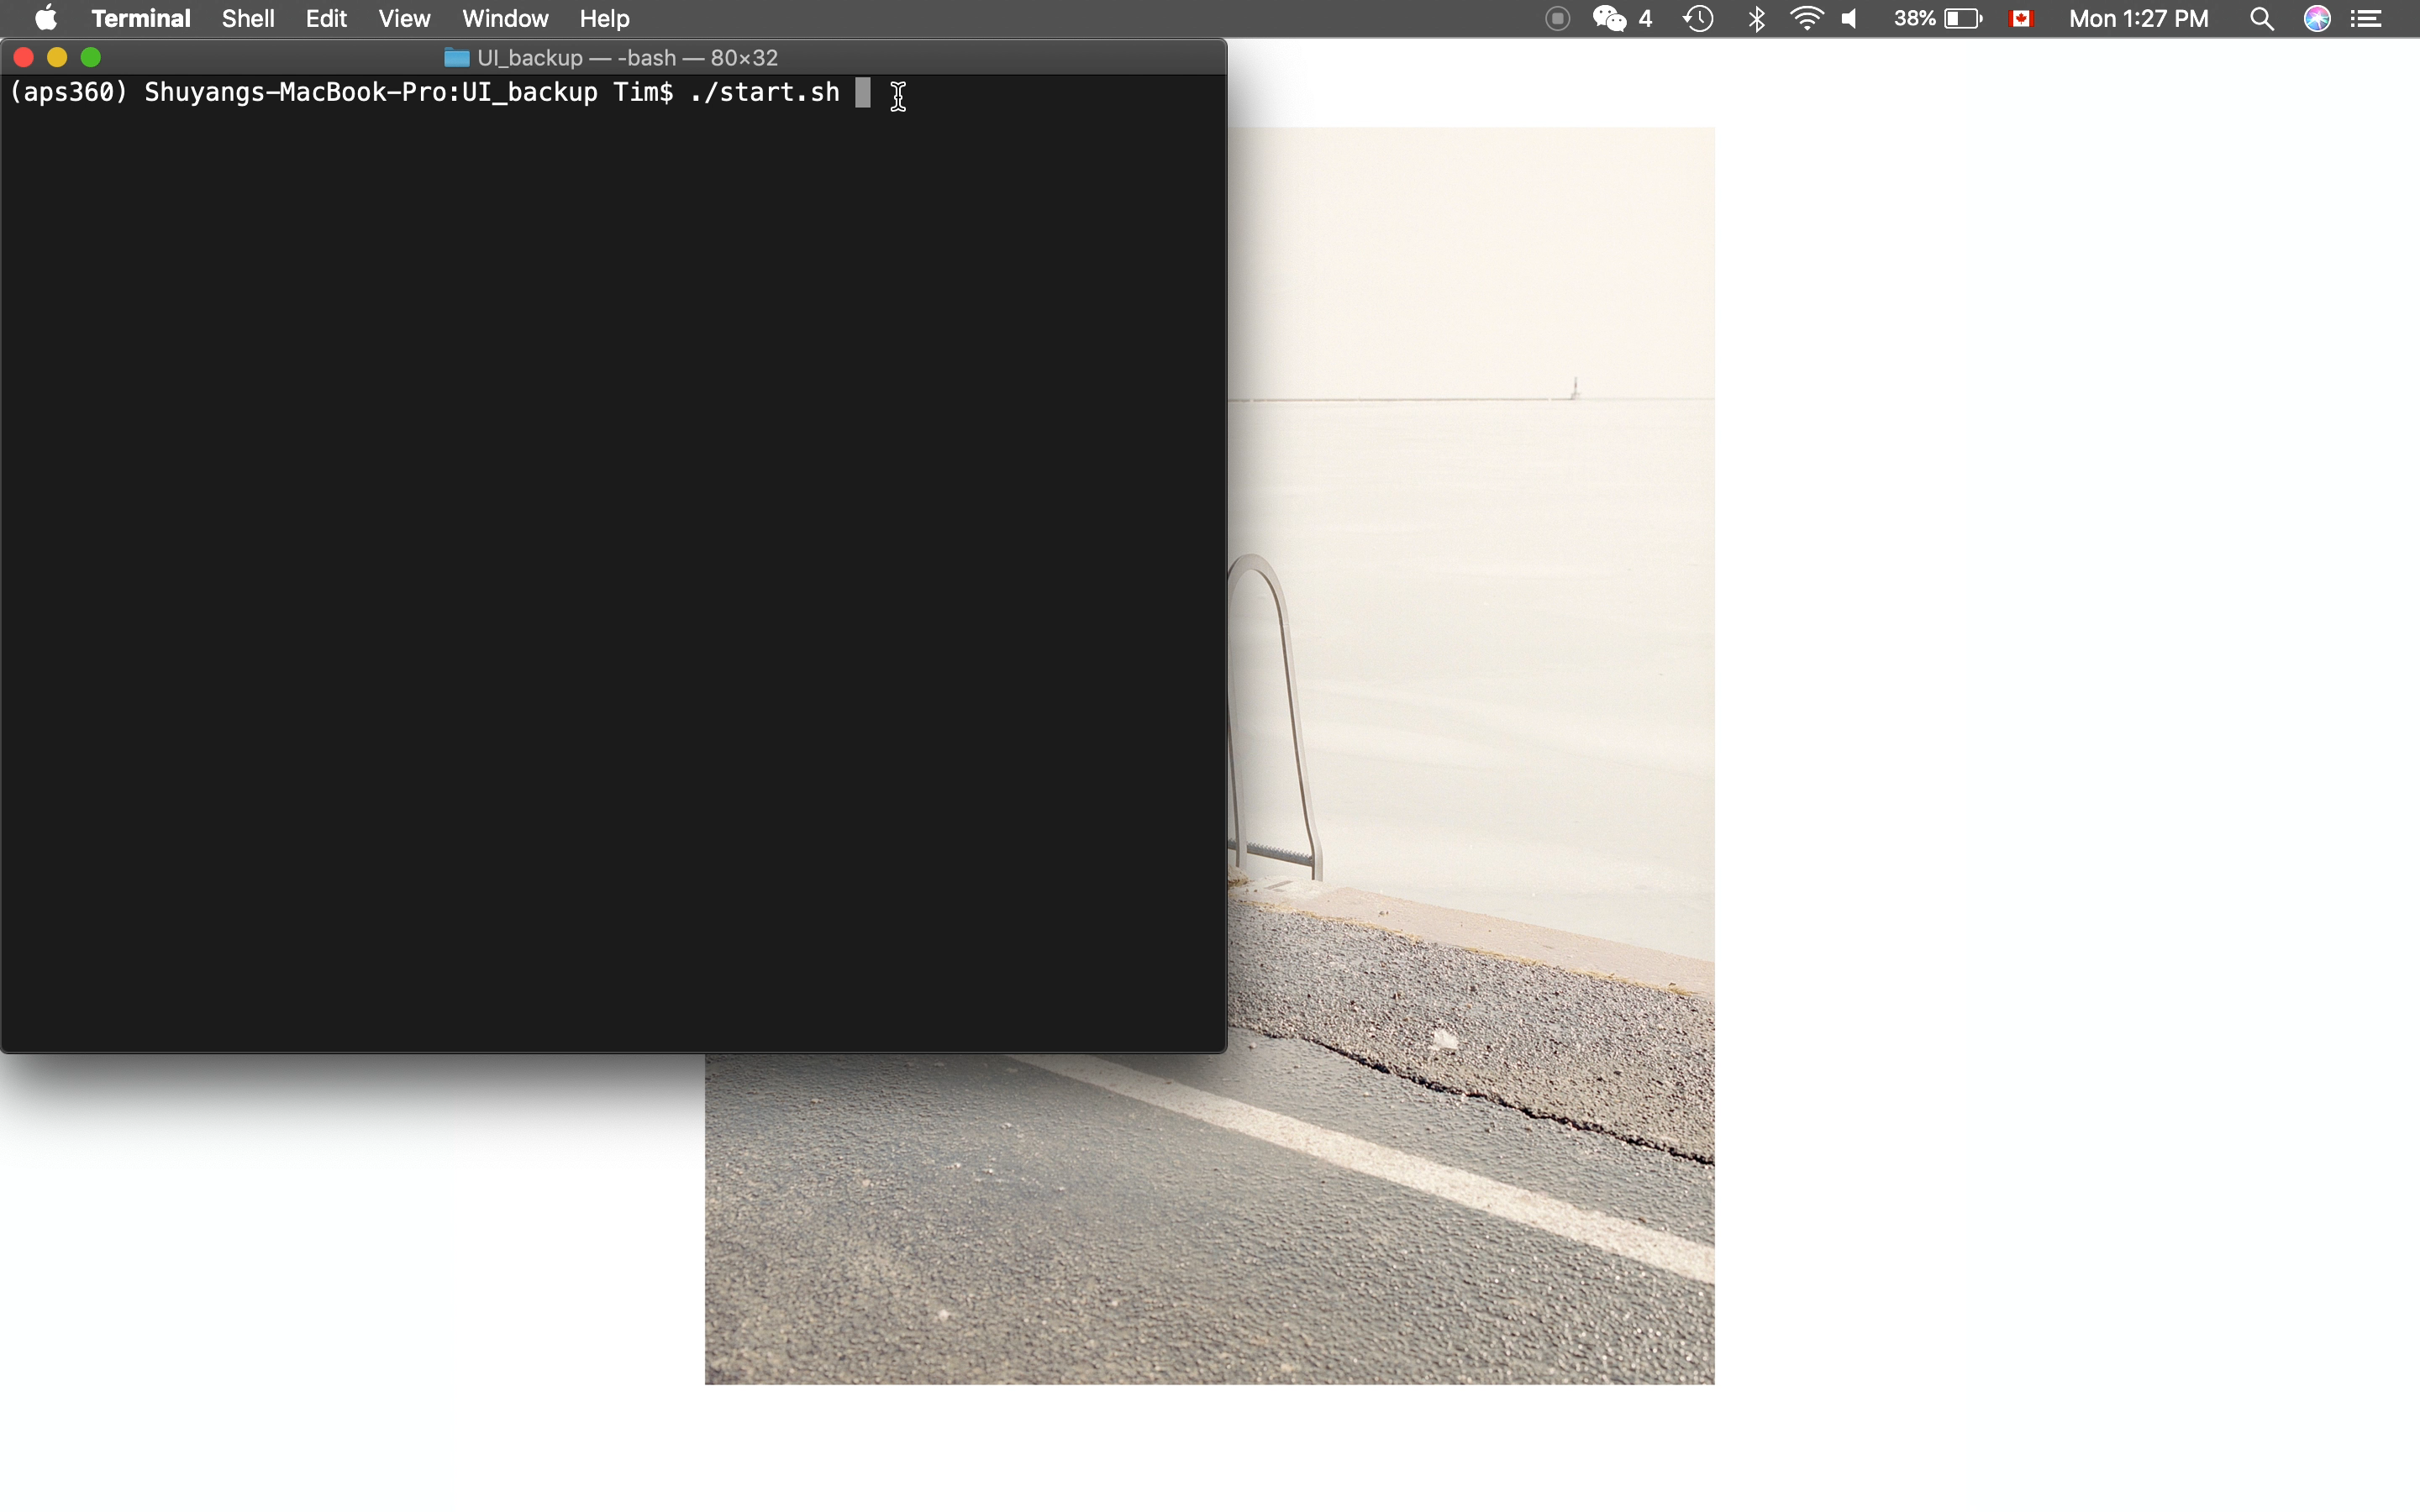 Terminal Shell Edit View Window Help 4 38% Mon 1:27 PM
UI_backup — -bash — 80×32
(aps360) Shuyangs-MacBook-Pro:UI_backup Tim$ ./start.sh